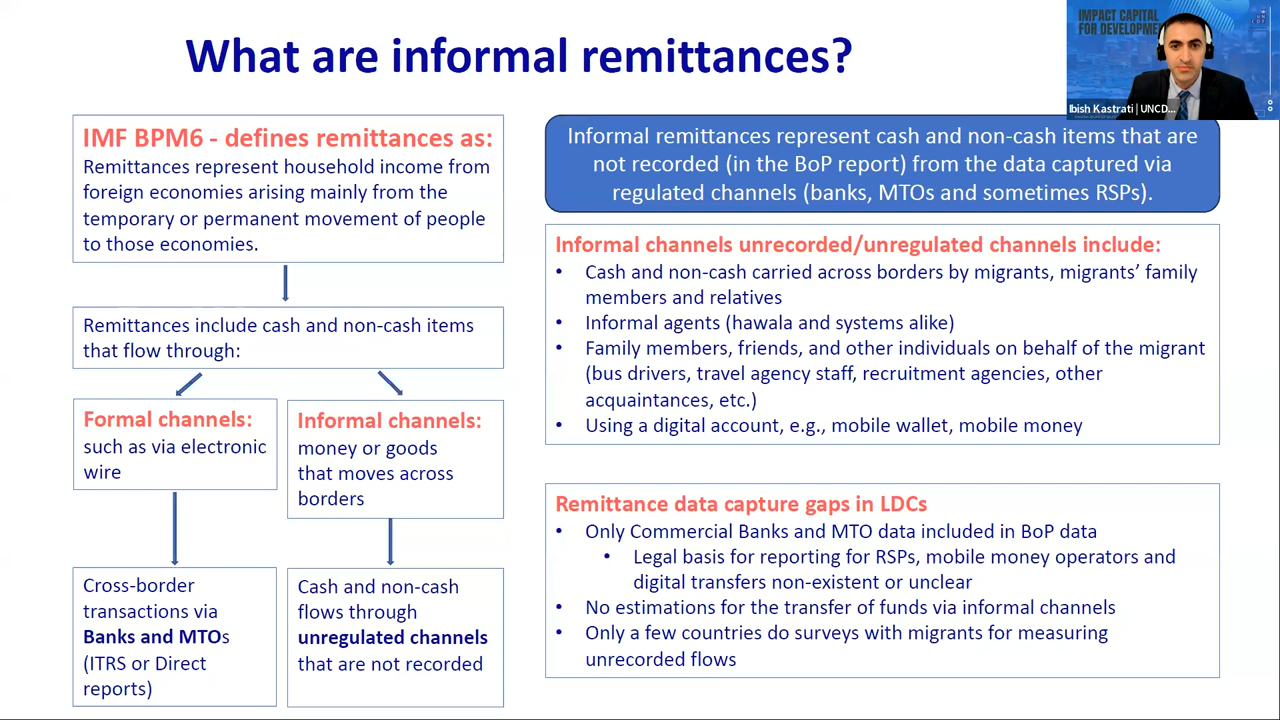 What are informal remittances?
IMPACT CAPITAL
FOR DEVELOPME
Ibish Kastrati | UNCD...
IMF BPM6 - defines remittances as:
Remittances represent household income from
foreign economies arising mainly from the
temporary or permanent movement of people
to those economies.
Remittances include cash and non-cash items
that flow through:
Formal channels:
such as via electronic
wire
Informal channels:
money or goods
that moves across
borders
Cross-border
transactions via
Banks and MTOs
(ITRS or Direct
reports)
Cash and non-cash
flows through
unregulated channels
that are not recorded
Informal remittances represent cash and non-cash items that are
not recorded (in the BoP report) from the data captured via
regulated channels (banks, MTOs and sometimes RSPs).
Informal channels unrecorded/unregulated channels include:
• Cash and non-cash carried across borders by migrants, migrants’ family
members and relatives
• Informal agents (hawala and systems alike)
• Family members, friends, and other individuals on behalf of the migrant
(bus drivers, travel agency staff, recruitment agencies, other
acquaintances, etc.)
• Using a digital account, e.g., mobile wallet, mobile money
Remittance data capture gaps in LDCs
• Only Commercial Banks and MTO data included in BoP data
• Legal basis for reporting for RSPs, mobile money operators and
digital transfers non-existent or unclear
• No estimations for the transfer of funds via informal channels
• Only a few countries do surveys with migrants for measuring
unrecorded flows